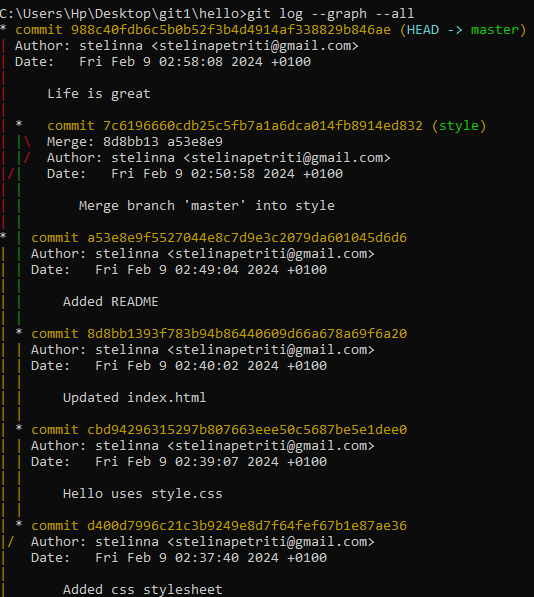 C:\Users\Hp\Desktop\git1\hello>git log --graph --all
* commit 988c40fdb6c5b0b52f3b4d4914af338829b846ae (HEAD -> master)
| Author: stelinna <stelinapetriti@gmail.com>
| Date:   Fri Feb 9 02:58:08 2024 +0100
|
|     Life is great
|
| *   commit 7c6196660cdb25c5fb7a1a6dca014fb8914ed832 (style)
| |\  Merge: 8d8bb13 a53e8e9
| |/  Author: stelinna <stelinapetriti@gmail.com>
|/|   Date:   Fri Feb 9 02:50:58 2024 +0100
| |
| |       Merge branch 'master' into style
| |
* | commit a53e8e9f5527044e8c7d9e3c2079da601045d6d6
| | Author: stelinna <stelinapetriti@gmail.com>
| | Date:   Fri Feb 9 02:49:04 2024 +0100
| |
| |     Added README
| |
| * commit 8d8bb1393f783b94b86440609d66a678a69f6a20
| | Author: stelinna <stelinapetriti@gmail.com>
| | Date:   Fri Feb 9 02:40:02 2024 +0100
| |
| |     Updated index.html
| |
| * commit cbd94296315297b807663eee50c5687be5e1dee0
| | Author: stelinna <stelinapetriti@gmail.com>
| | Date:   Fri Feb 9 02:39:07 2024 +0100
| |
| |     Hello uses style.css
| |
| * commit d400d7996c21c3b9249e8d7f64fef67b1e87ae36
|/  Author: stelinna <stelinapetriti@gmail.com>
|   Date:   Fri Feb 9 02:37:40 2024 +0100
|
|       Added css stylesheet